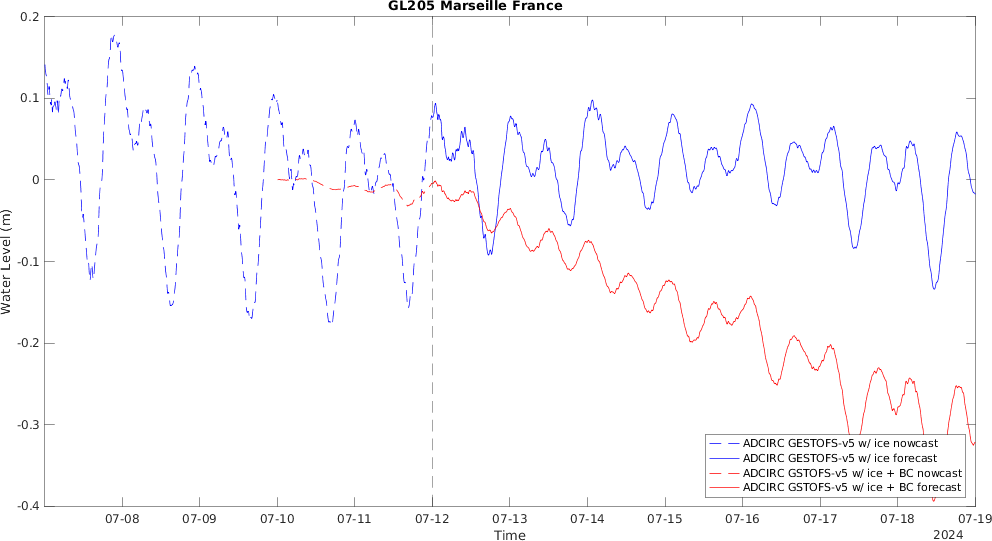 GL205 Marseille France
Water Level (m)
0.2
0.1
0
-0.1
-0.2
-0.3
-0.4
ADCIRC GESTOFS-v5 w/ ice nowcast
ADCIRC GESTOFS-v5 w/ ice forecast
ADCIRC GSTOFS-v5 w/ ice + BC nowcast
ADCIRC GSTOFS-v5 w/ ice + BC forecast
07-08 07-09 07-10 07-11 07-12 07-13 07-14 07-15 07-16 07-17 07-18 07-19
Time
2024